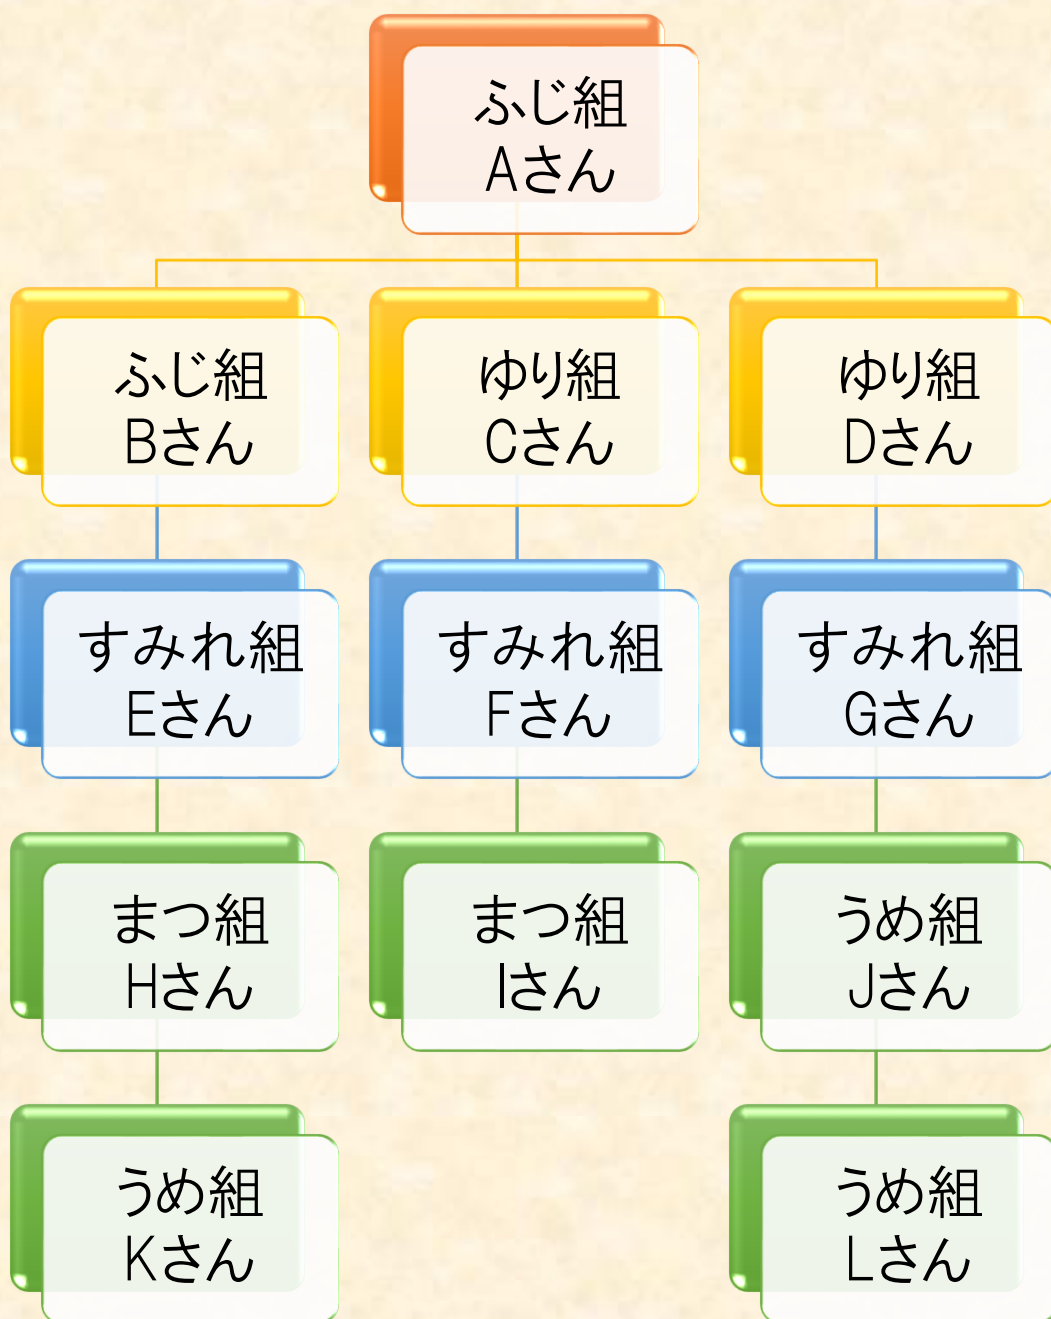 ふじ組
Aさん
ふじ組
Bさん
ゆり組
Cさん
ゆり組
Dさん
すみれ組
Eさん
すみれ組
Fさん
すみれ組
Gさん
まつ組
Hさん
まつ組
Iさん
うめ組
Jさん
うめ組
Kさん
うめ組
Lさん